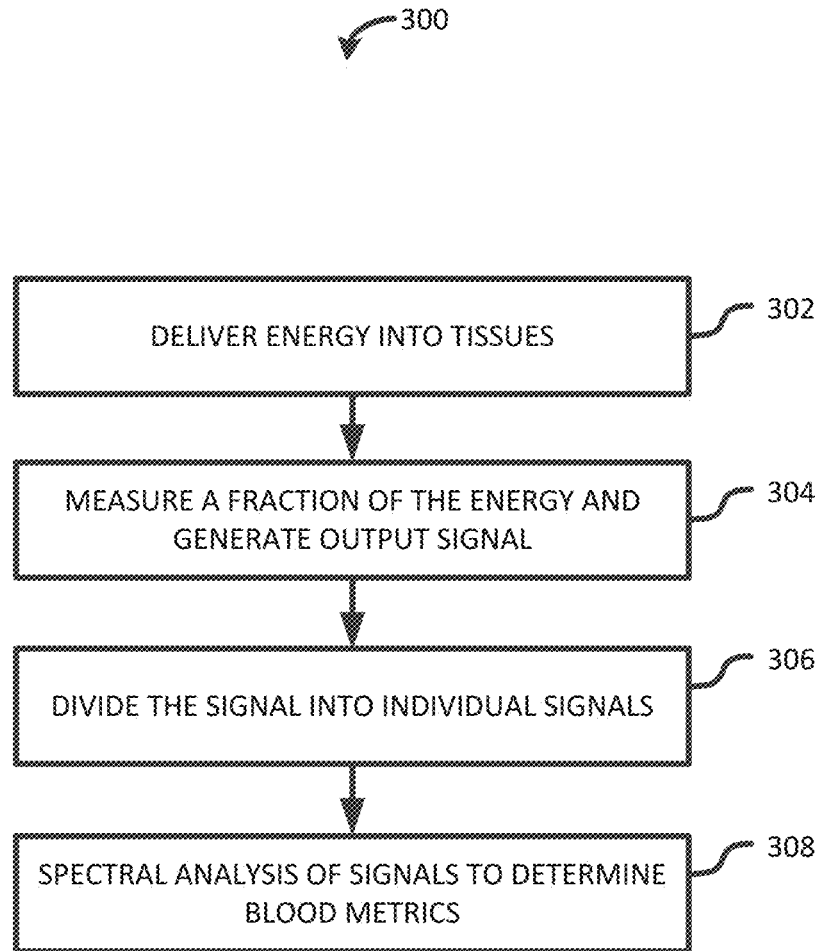 300
DELIVER ENERGY INTO TISSUES
302
MEASURE A FRACTION OF THE ENERGY AND
GENERATE OUTPUT SIGNAL
304
DIVIDE THE SIGNAL INTO INDIVIDUAL SIGNALS
306
SPECTRAL ANALYSIS OF SIGNALS TO DETERMINE
BLOOD METRICS
308